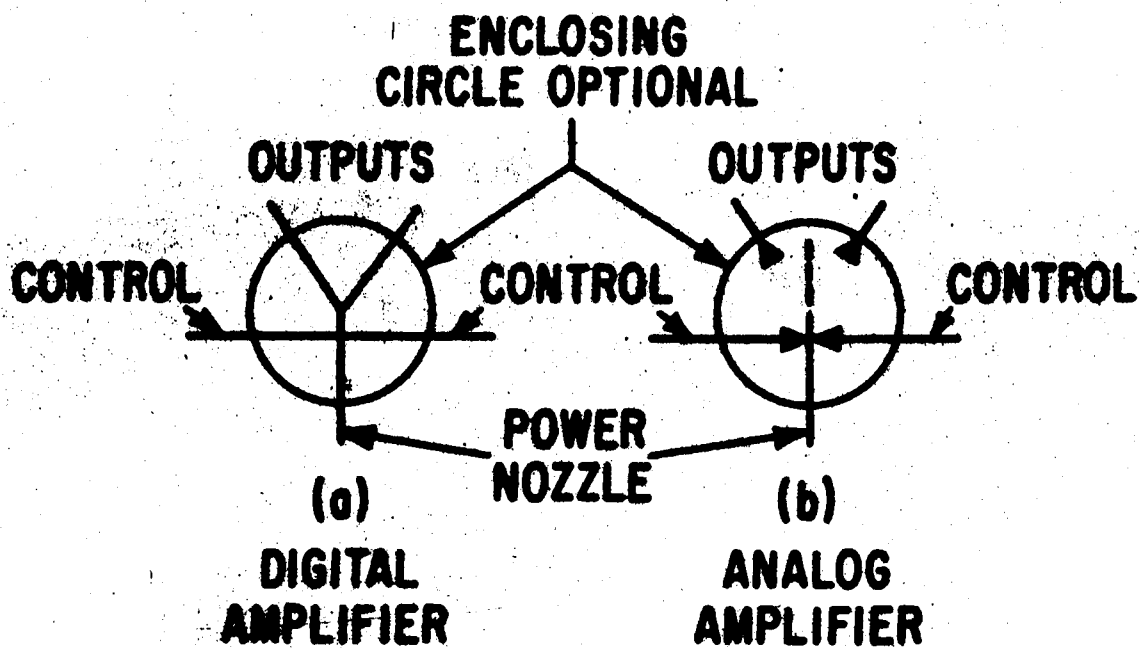 ENCLOSING
CIRCLE OPTIONAL
OUTPUTS OUTPUTS
CONTROL CONTROL CONTROL
POWER
NOZZLE
(a) (b)
DIGITAL ANALOG
AMPLIFIER AMPLIFIER